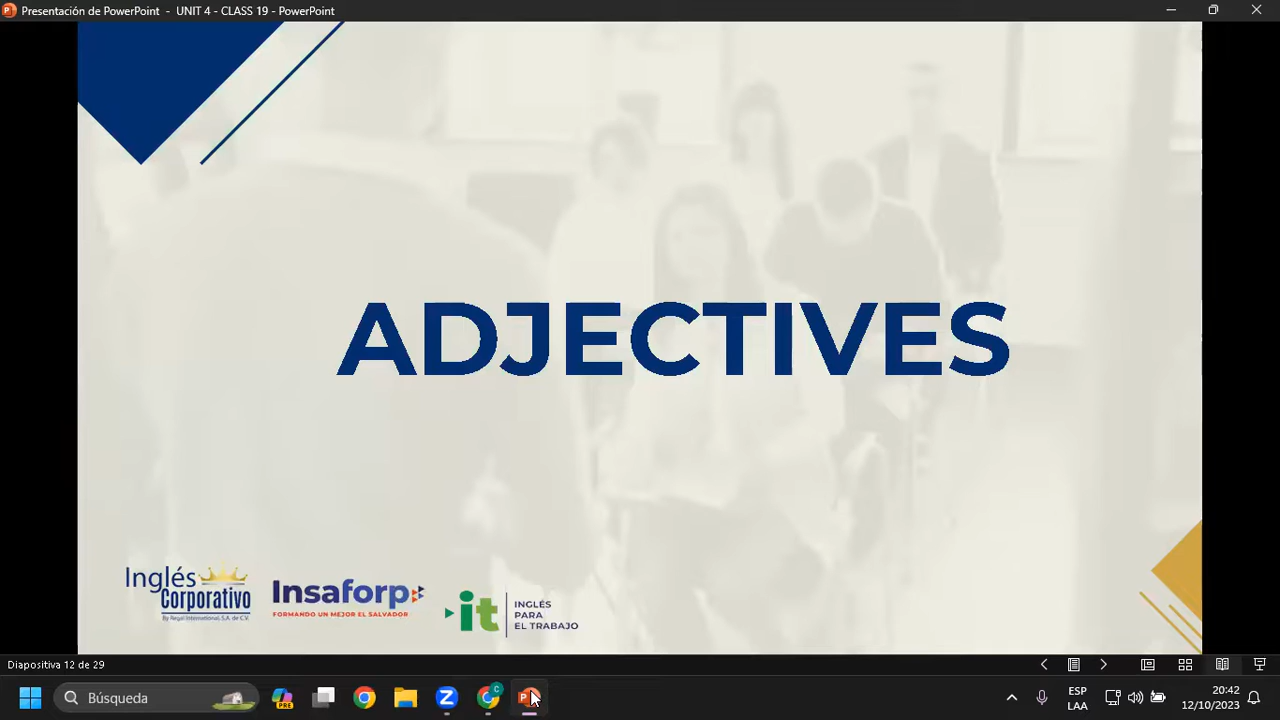 Presentación de PowerPoint - UNIT 4 - CLASS 19 - PowerPoint
ADJECTIVES
Inglés
Corporativo
By Regal International, S.A. de C.V.
Insaforp
FORMANDO UN MEJOR EL SALVADOR
it
INGLÉS
PARA
EL TRABAJO
Diapositiva 12 de 29
Búsqueda
PRE
ESP
LAA
20:42
12/10/2023